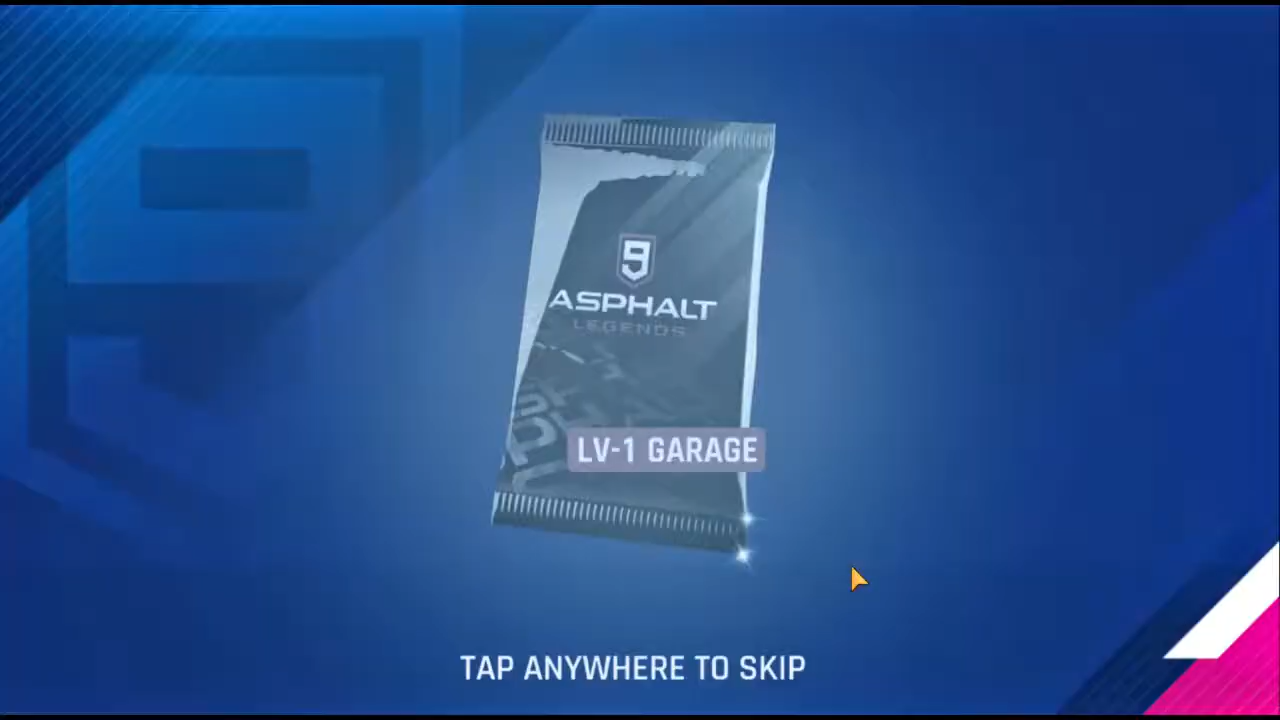 9
ASPHALT
LEGENDS
LV-1 GARAGE
TAP ANYWHERE TO SKIP